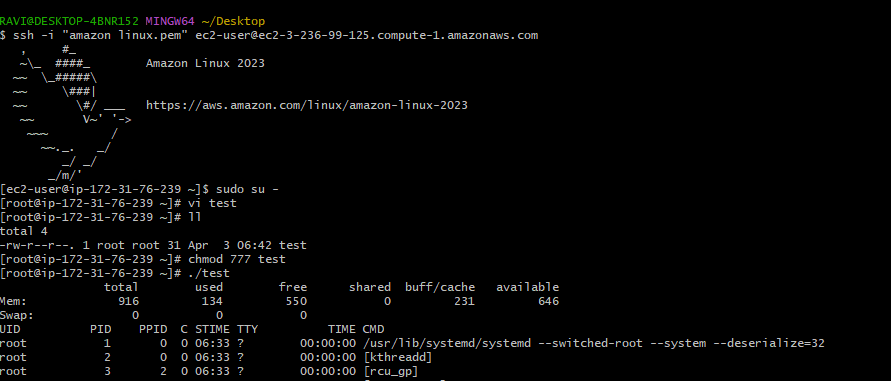 RAVI@DESKTOP-4BNR152 MINGW64 ~/Desktop
$ ssh -i "amazon linux.pem" ec2-user@ec2-3-236-99-125.compute-1.amazonaws.com
   ,     #_
   ~\_  ####_        Amazon Linux 2023
  ~~  \_#####\
  ~~     \###|
  ~~       \#/ ___   https://aws.amazon.com/linux/amazon-linux-2023
   ~~       V~' '->
    ~~~         /
      ~~._.   _/
         _/ _/
       _/m/'
[ec2-user@ip-172-31-76-239 ~]$ sudo su -
[root@ip-172-31-76-239 ~]# vi test
[root@ip-172-31-76-239 ~]# ll
total 4
-rw-r--r--. 1 root root 31 Apr  3 06:42 test
[root@ip-172-31-76-239 ~]# chmod 777 test
[root@ip-172-31-76-239 ~]# ./test
               total        used        free      shared  buff/cache   available
Mem:             916         134         550           0         231         646
Swap:              0           0           0
UID          PID    PPID  C STIME TTY          TIME CMD
root           1       0  0 06:33 ?        00:00:00 /usr/lib/systemd/systemd --switched-root --system --deserialize=32
root           2       0  0 06:33 ?        00:00:00 [kthreadd]
root           3       2  0 06:33 ?        00:00:00 [rcu_gp]